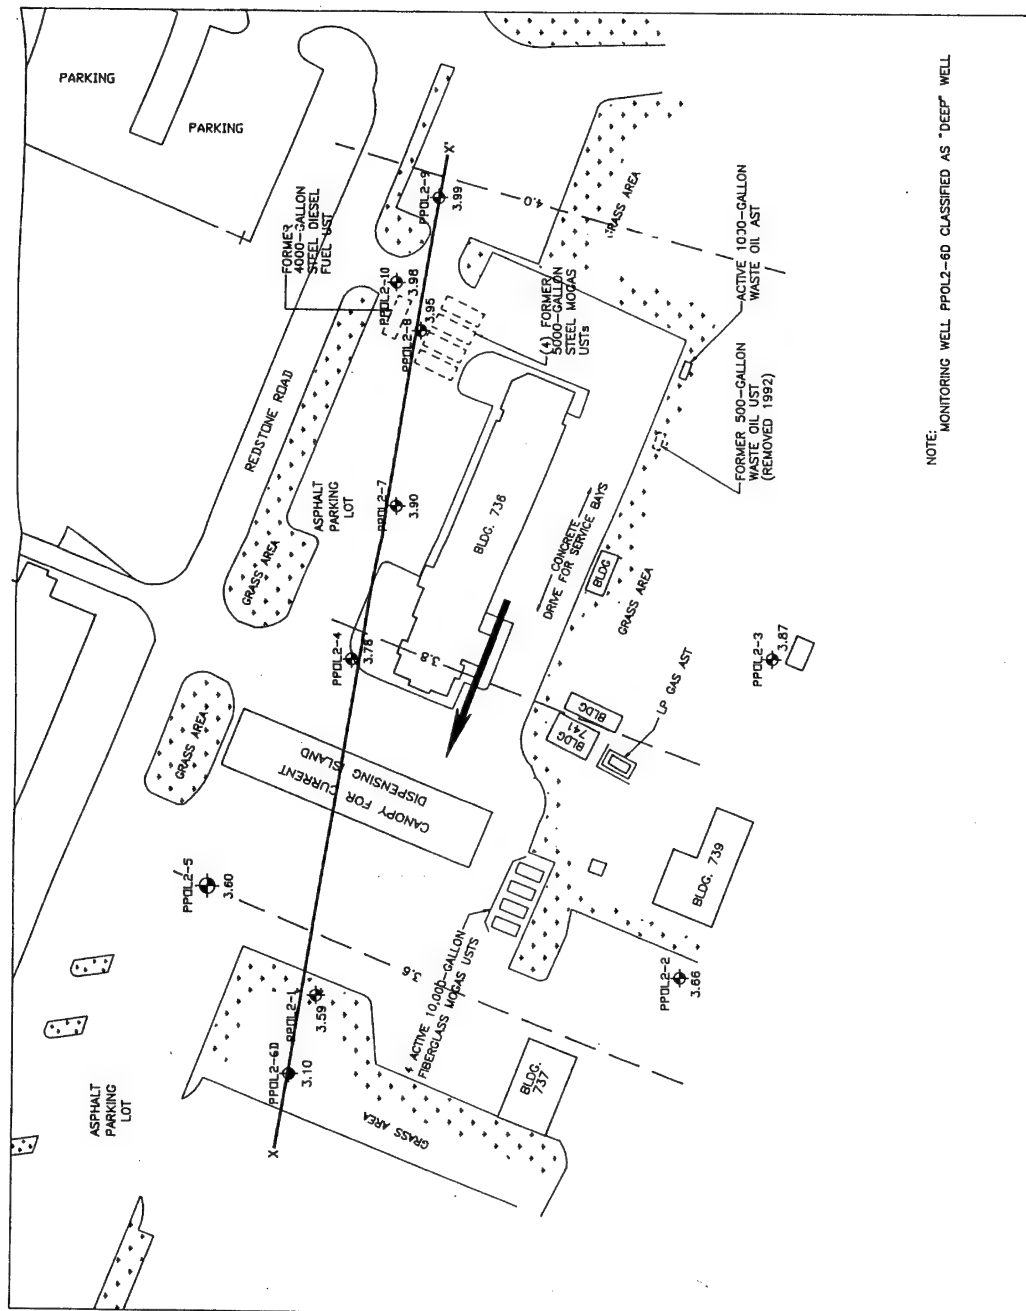 PARKING
PARKING
FORMER
4000-GALLON
STEEL DIESEL
FUEL UST
X'
PPOL2-9
3.99
4.0
GRASS AREA
PPOL2-10
3.98
PPOL2-8
3.95
(4) FORMER
5000-GALLON
STEEL MOGAS
USTs
ACTIVE 1000-GALLON
WASTE OIL AST
FORMER 500-GALLON
WASTE OIL UST
(REMOVED 1992)
NOTE:
MONITORING WELL PPOL2-6D CLASSIFIED AS "DEEP" WELL
REDSTONE ROAD
ASPHALT
PARKING
LOT
GRASS AREA
PPOL2-7
3.90
BLDG. 736
CONCRETE
DRIVE FOR SERVICE BAYS
BLDG
GRASS AREA
PPOL2-4
3.78
3.8
PPOL2-3
3.87
LP GAS AST
BLDG
BLDG
741
GRASS AREA
CANOPY FOR CURRENT
DISPENSING ISLAND
PPOL2-5
3.60
3.6
4 ACTIVE 10,000-GALLON
FIBERGLASS MOGAS USTS
BLDG. 739
PPOL2-2
3.66
PPOL2-1
3.59
PPOL2-6D
3.10
X
BLDG.
737
GRASS AREA
ASPHALT
PARKING
LOT